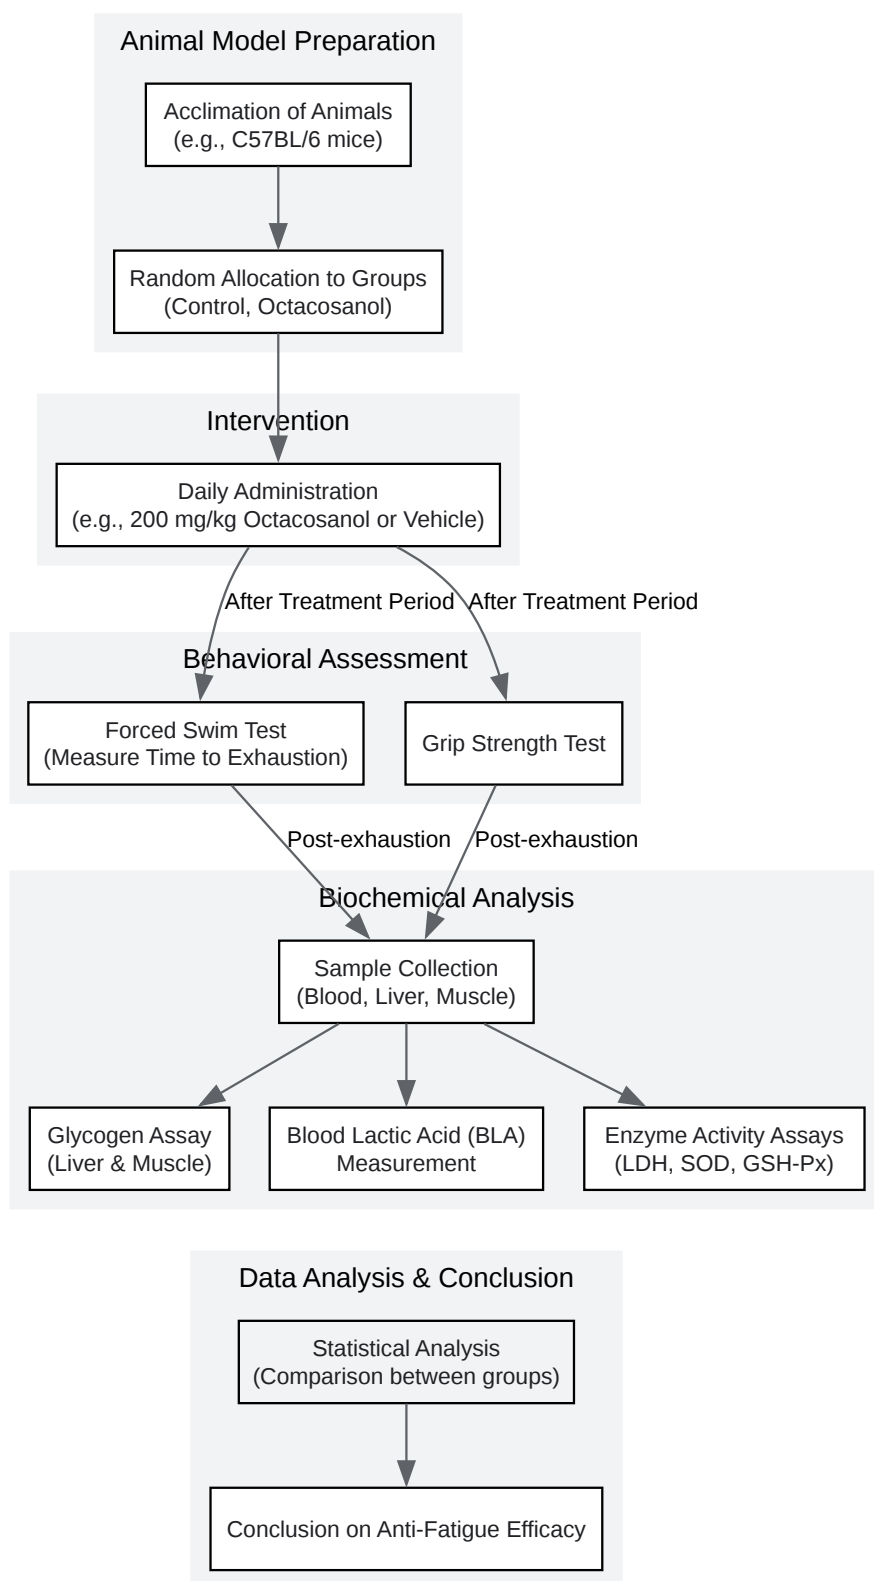 Animal Model Preparation
Acclimation of Animals
(e.g., C57BL/6 mice)
Random Allocation to Groups
(Control, Octacosanol)
Intervention
Daily Administration
(e.g., 200 mg/kg Octacosanol or Vehicle)
After Treatment Period
After Treatment Period
Behavioral Assessment
Forced Swim Test
(Measure Time to Exhaustion)
Grip Strength Test
Post-exhaustion
Post-exhaustion
Biochemical Analysis
Sample Collection
(Blood, Liver, Muscle)
Glycogen Assay
(Liver & Muscle)
Blood Lactic Acid (BLA)
Measurement
Enzyme Activity Assays
(LDH, SOD, GSH-Px)
Data Analysis & Conclusion
Statistical Analysis
(Comparison between groups)
Conclusion on Anti-Fatigue Efficacy